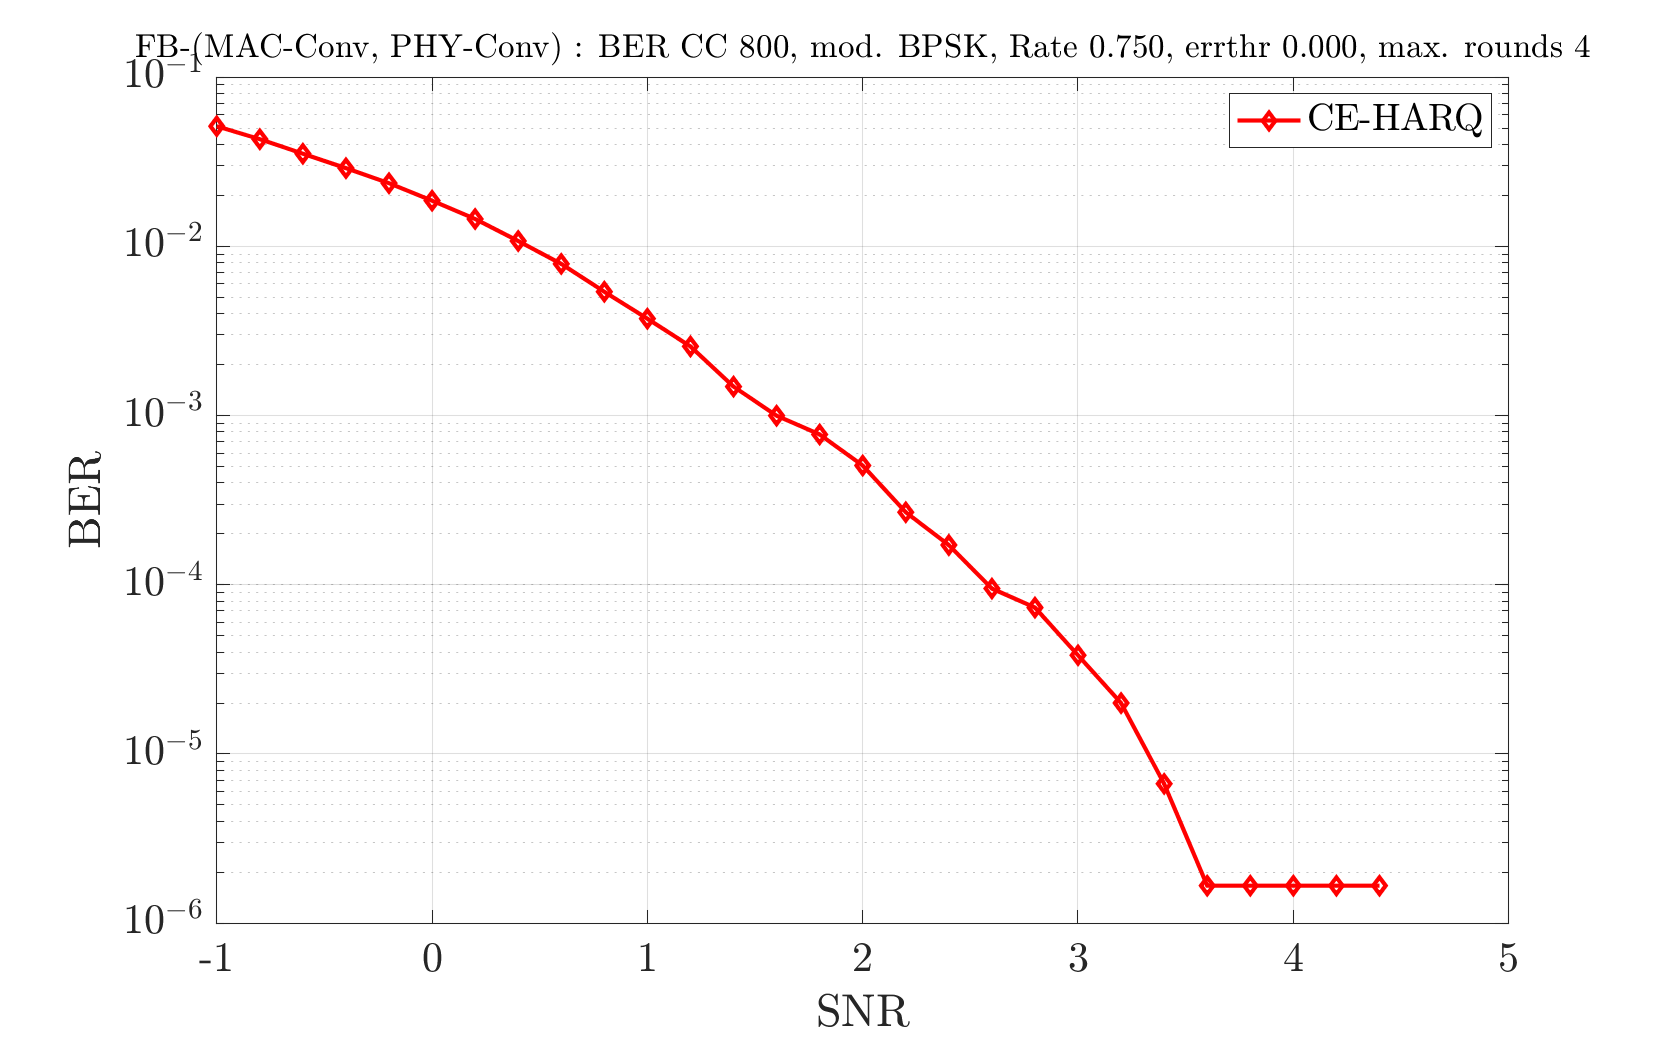 FB-(MAC-Conv, PHY-Conv) : BER CC 800, mod. BPSK, Rate 0.750, errthr 0.000, max. rounds 4
CE-HARQ
10⁻¹
10⁻²
10⁻³
10⁻⁴
10⁻⁵
10⁻⁶
BER
-1 0 1 2 3 4 5
SNR